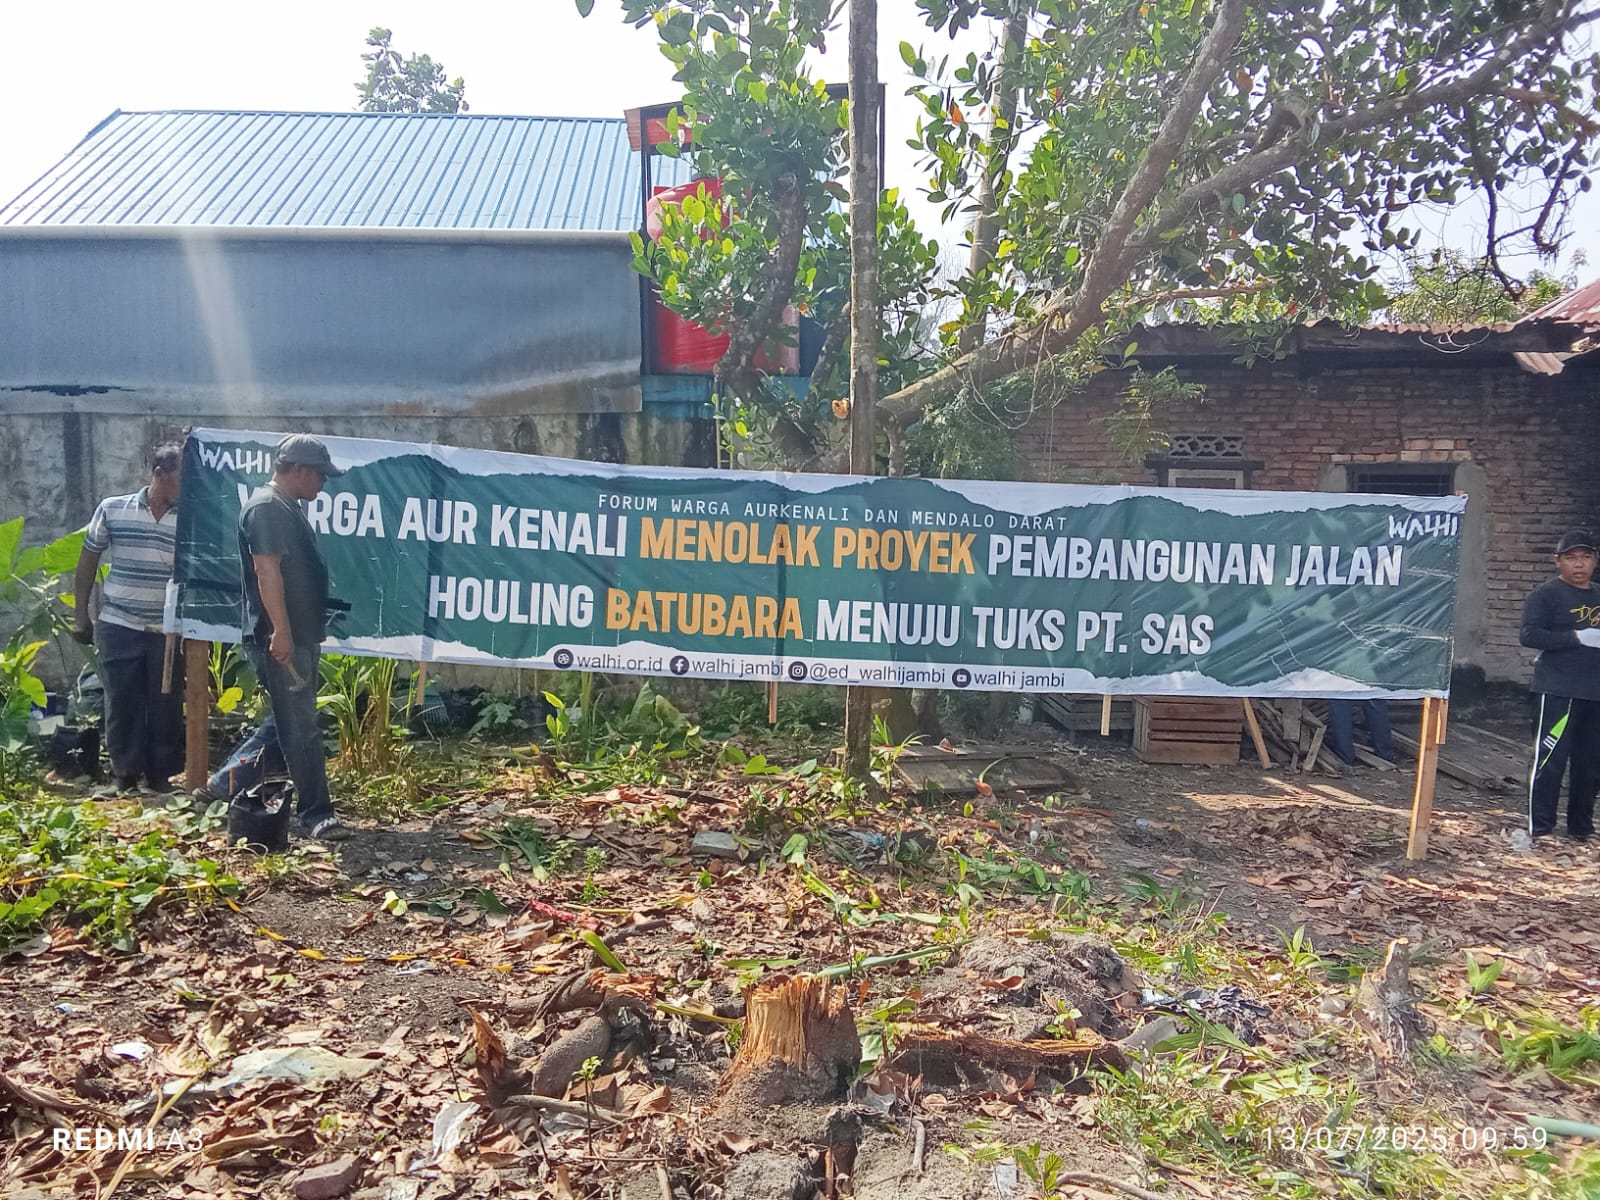 WALHI
WALHI
FORUM WARGA AURKENALI DAN MENDALO DARAT
WARGA AUR KENALI MENOLAK PROYEK PEMBANGUNAN JALAN
HOULING BATUBARA MENUJU TUKS PT. SAS
walhi.or.id walhi jambi @ed_walhijambi walhi jambi
REDMI A3
13/07/2025 09:59